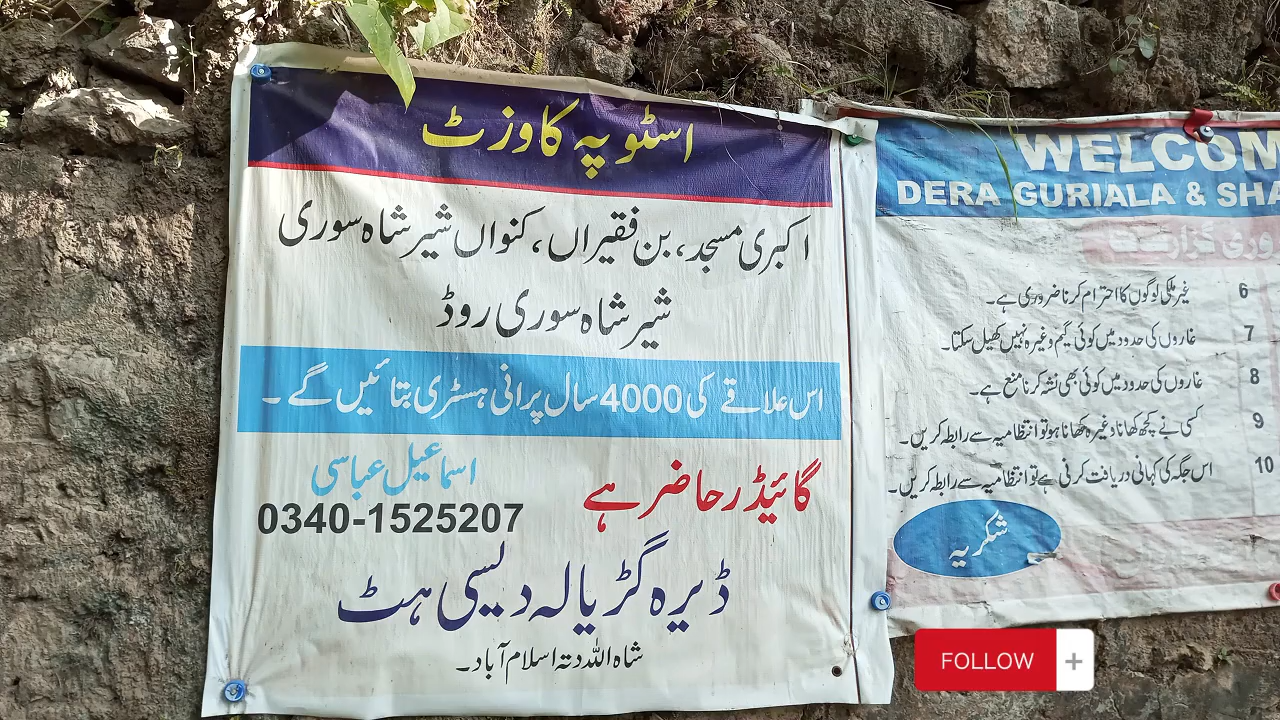 اسٹوپہ کا وزٹ
اکبری مسجد، بن فقیراں، کنواں شیر شاہ سوری
شیر شاہ سوری روڈ
اس علاقے کی 4000 سال پرانی ہسٹری بتائیں گے۔
گائیڈر حاضر ہے
اسماعیل عباسی
0340-1525207
ڈیرہ گڑیالہ دیسی ہٹ
شاہ اللہ دتہ اسلام آباد۔
WELCOM
DERA GURIALA & SHA
وری گزارشات
6 غیر ملکی لوگوں کا احترام کرنا ضروری ہے۔
7 غاروں کی حدود میں کوئی گیم وغیرہ نہیں کھیل سکتا۔
8 غاروں کی حدود میں کوئی بھی نشہ کرنا منع ہے۔
9 کسی نے کچھ کھانا وغیرہ کھانا ہو تو انتظامیہ سے رابطہ کریں۔
10 اس جگہ کی کہانی دریافت کرنی ہے تو انتظامیہ سے رابطہ کریں۔
شکریہ
FOLLOW +